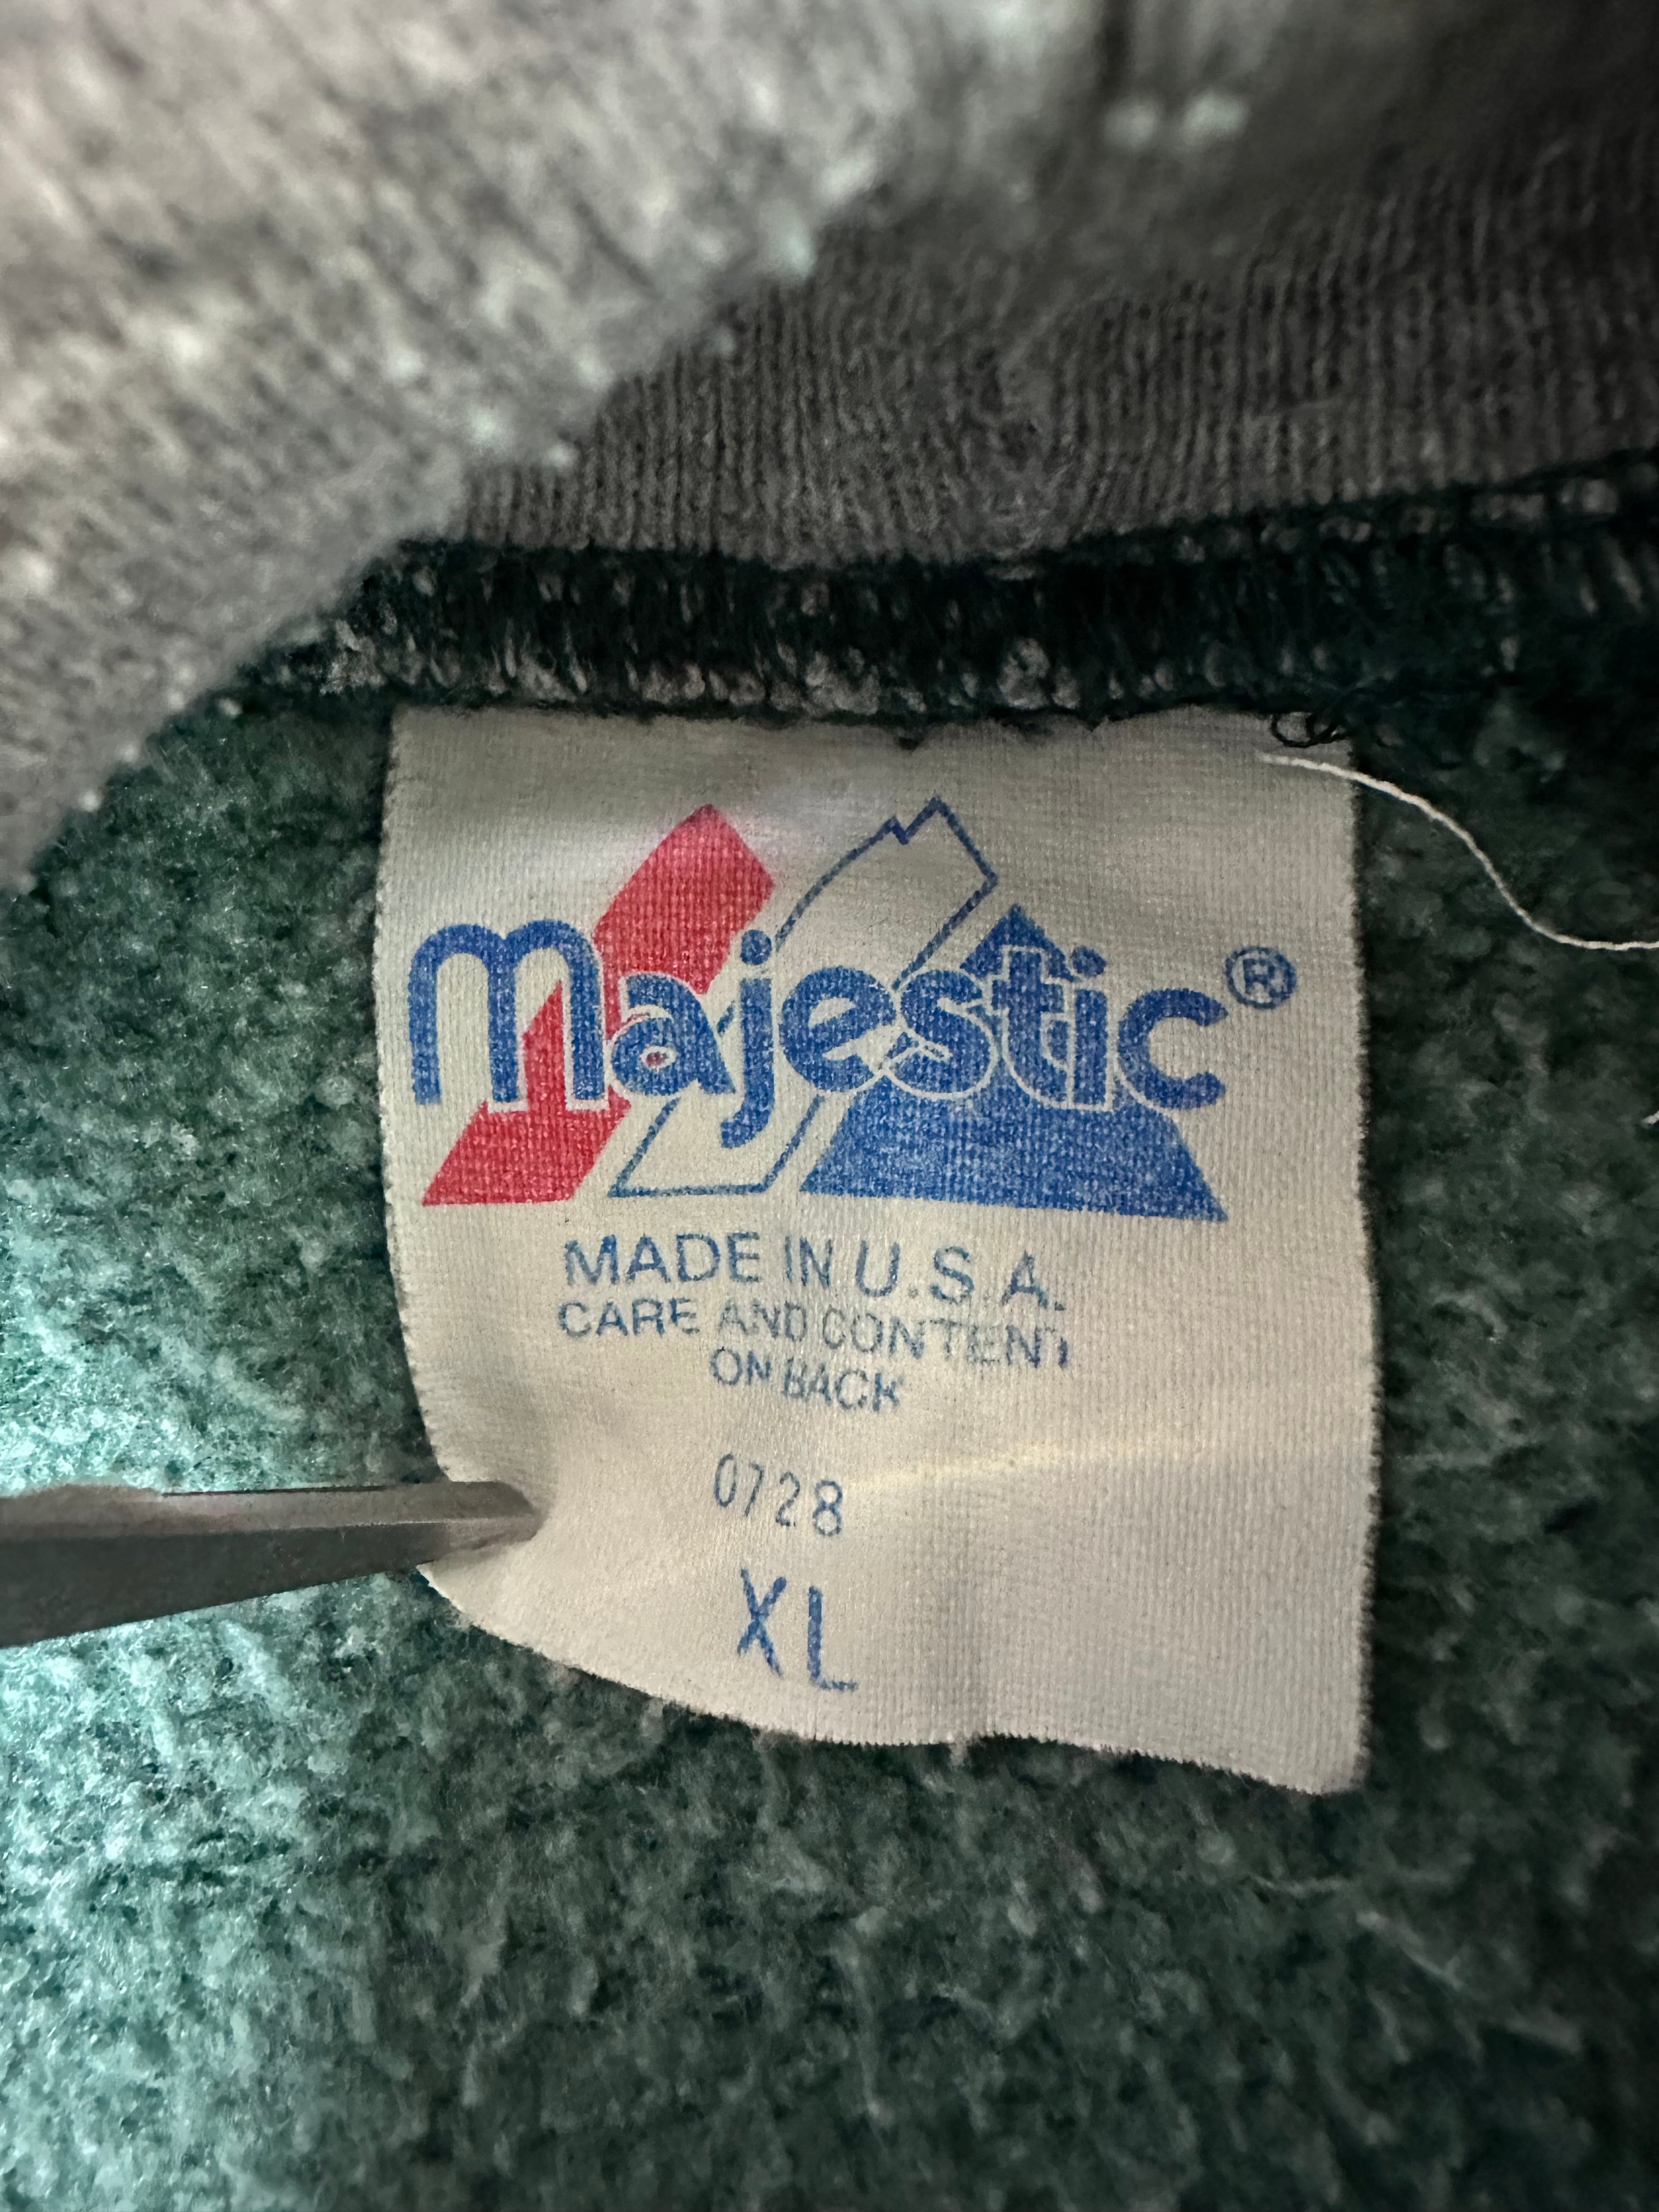 Majestic®
MADE IN U.S.A.
CARE AND CONTENT
ON BACK
0728
XL